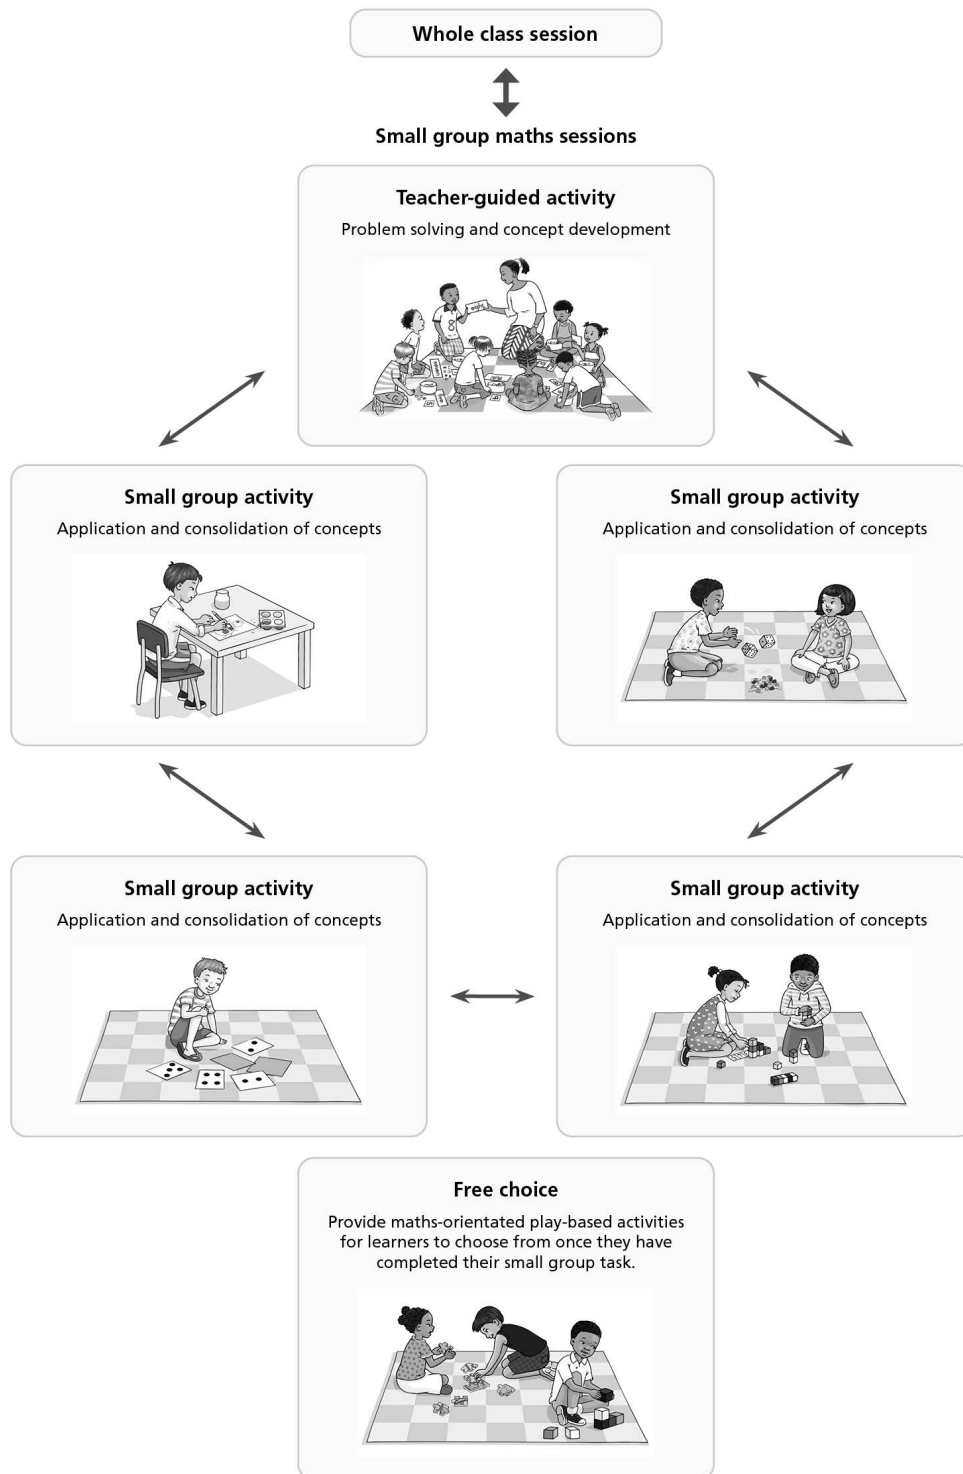 Whole class session
Small group maths sessions
Teacher-guided activity
Problem solving and concept development
Small group activity
Application and consolidation of concepts
Small group activity
Application and consolidation of concepts
Small group activity
Application and consolidation of concepts
Small group activity
Application and consolidation of concepts
Free choice
Provide maths-orientated play-based activities
for learners to choose from once they have
completed their small group task.